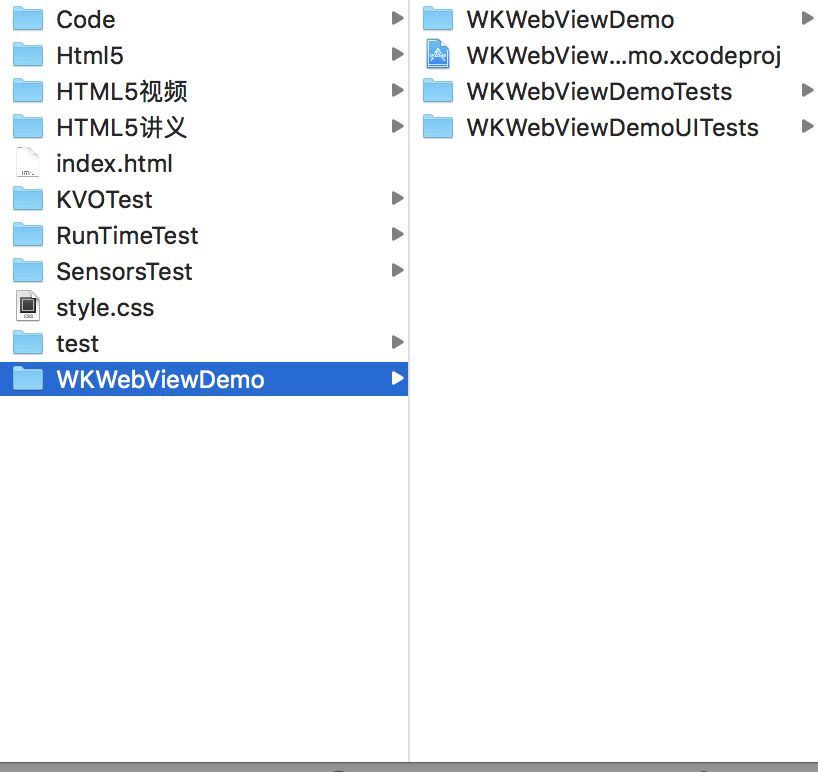 Code
Html5
HTML5视频
HTML5讲义
index.html
KVOTest
RunTimeTest
SensorsTest
style.css
test
WKWebViewDemo
WKWebViewDemo
WKWebView...mo.xcodeproj
WKWebViewDemoTests
WKWebViewDemoUITests